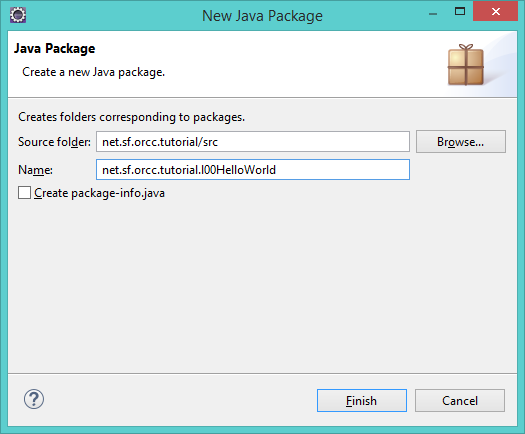 New Java Package
Java Package
Create a new Java package.
Creates folders corresponding to packages.
Source folder: net.sf.orcc.tutorial/src Browse...
Name: net.sf.orcc.tutorial.l00HelloWorld
Create package-info.java
? Finish Cancel